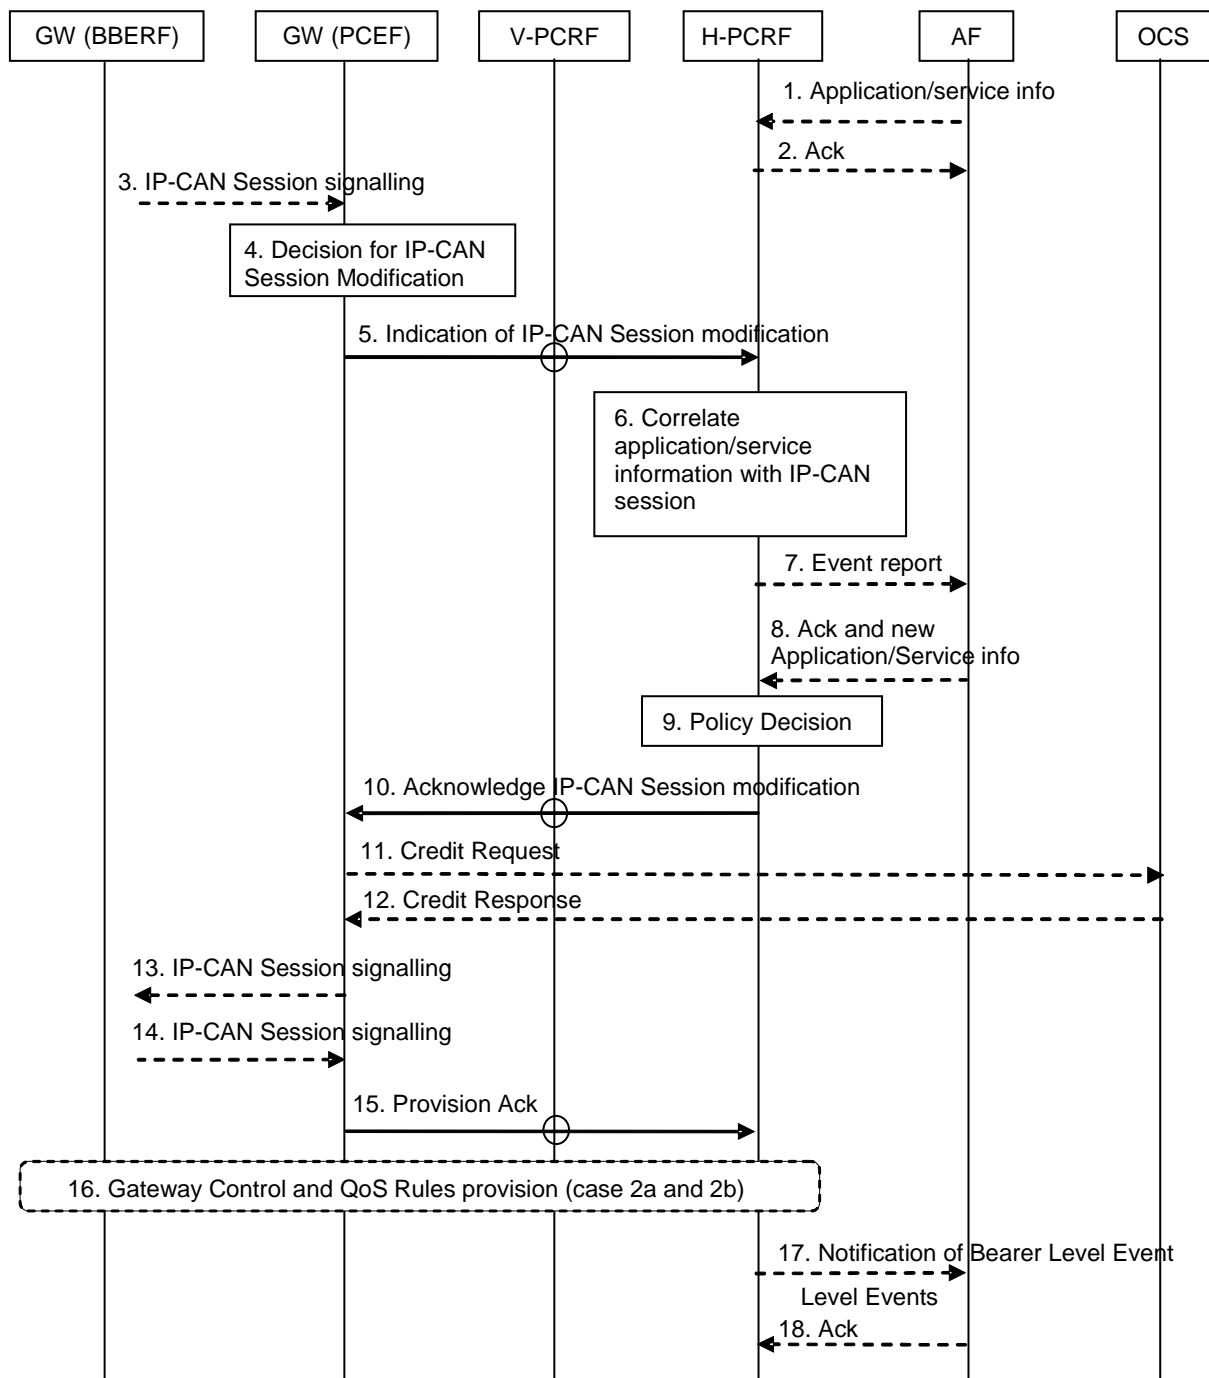 GW (BBERF)
GW (PCEF)
V-PCRF
H-PCRF
AF
OCS
1. Application/service info
2. Ack
3. IP-CAN Session signalling
4. Decision for IP-CAN
Session Modification
5. Indication of IP-CAN Session modification
6. Correlate
application/service
information with IP-CAN
session
7. Event report
8. Ack and new
Application/Service info
9. Policy Decision
10. Acknowledge IP-CAN Session modification
11. Credit Request
12. Credit Response
13. IP-CAN Session signalling
14. IP-CAN Session signalling
15. Provision Ack
16. Gateway Control and QoS Rules provision (case 2a and 2b)
17. Notification of Bearer Level Event
Level Events
18. Ack